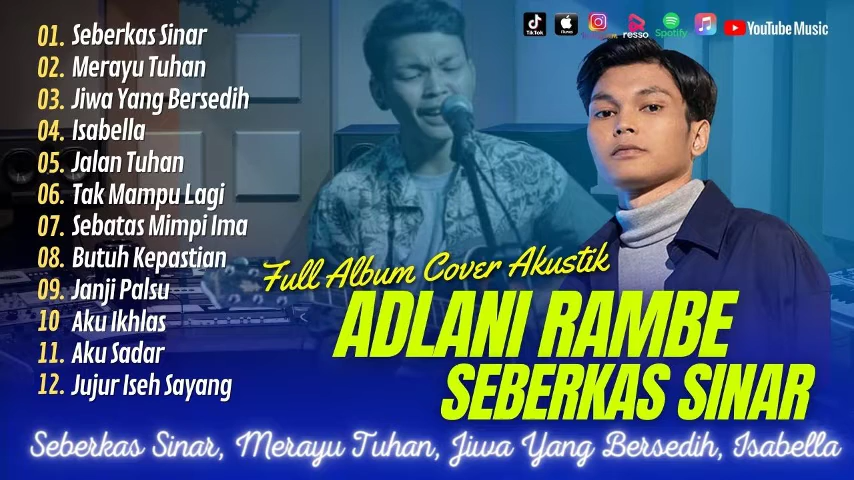 01. Seberkas Sinar
02. Merayu Tuhan
03. Jiwa Yang Bersedih
04. Isabella
05. Jalan Tuhan
06. Tak Mampu Lagi
07. Sebatas Mimpi Ima
08. Butuh Kepastian
09. Janji Palsu
10 Aku Ikhlas
11. Aku Sadar
12. Jujur Iseh Sayang
TikTok iTunes resso Spotify YouTube Music
Full Album Cover Akustik
ADLANI RAMBE
SEBERKAS SINAR
Seberkas Sinar, Merayu Tuhan, Jiwa Yang Bersedih, Isabella